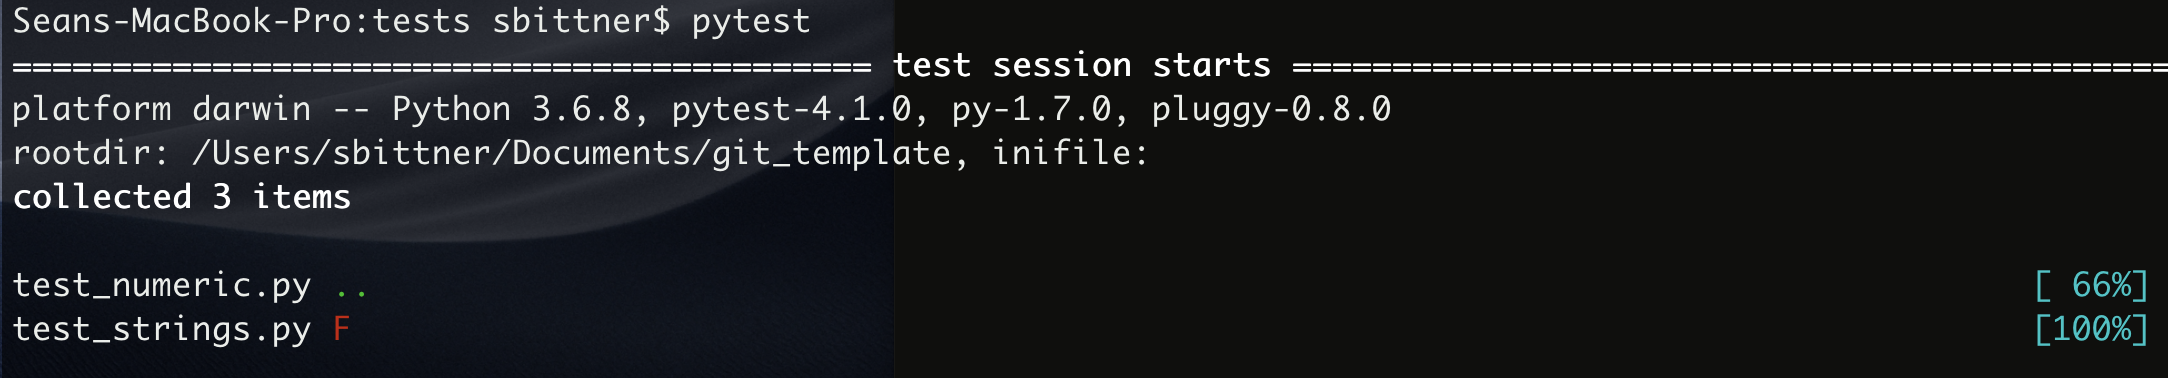 Seans-MacBook-Pro:tests sbittner$ pytest
=========================================== test session starts ============================================
platform darwin -- Python 3.6.8, pytest-4.1.0, py-1.7.0, pluggy-0.8.0
rootdir: /Users/sbittner/Documents/git_template, inifile:
collected 3 items
test_numeric.py .. [ 66%]
test_strings.py F [100%]